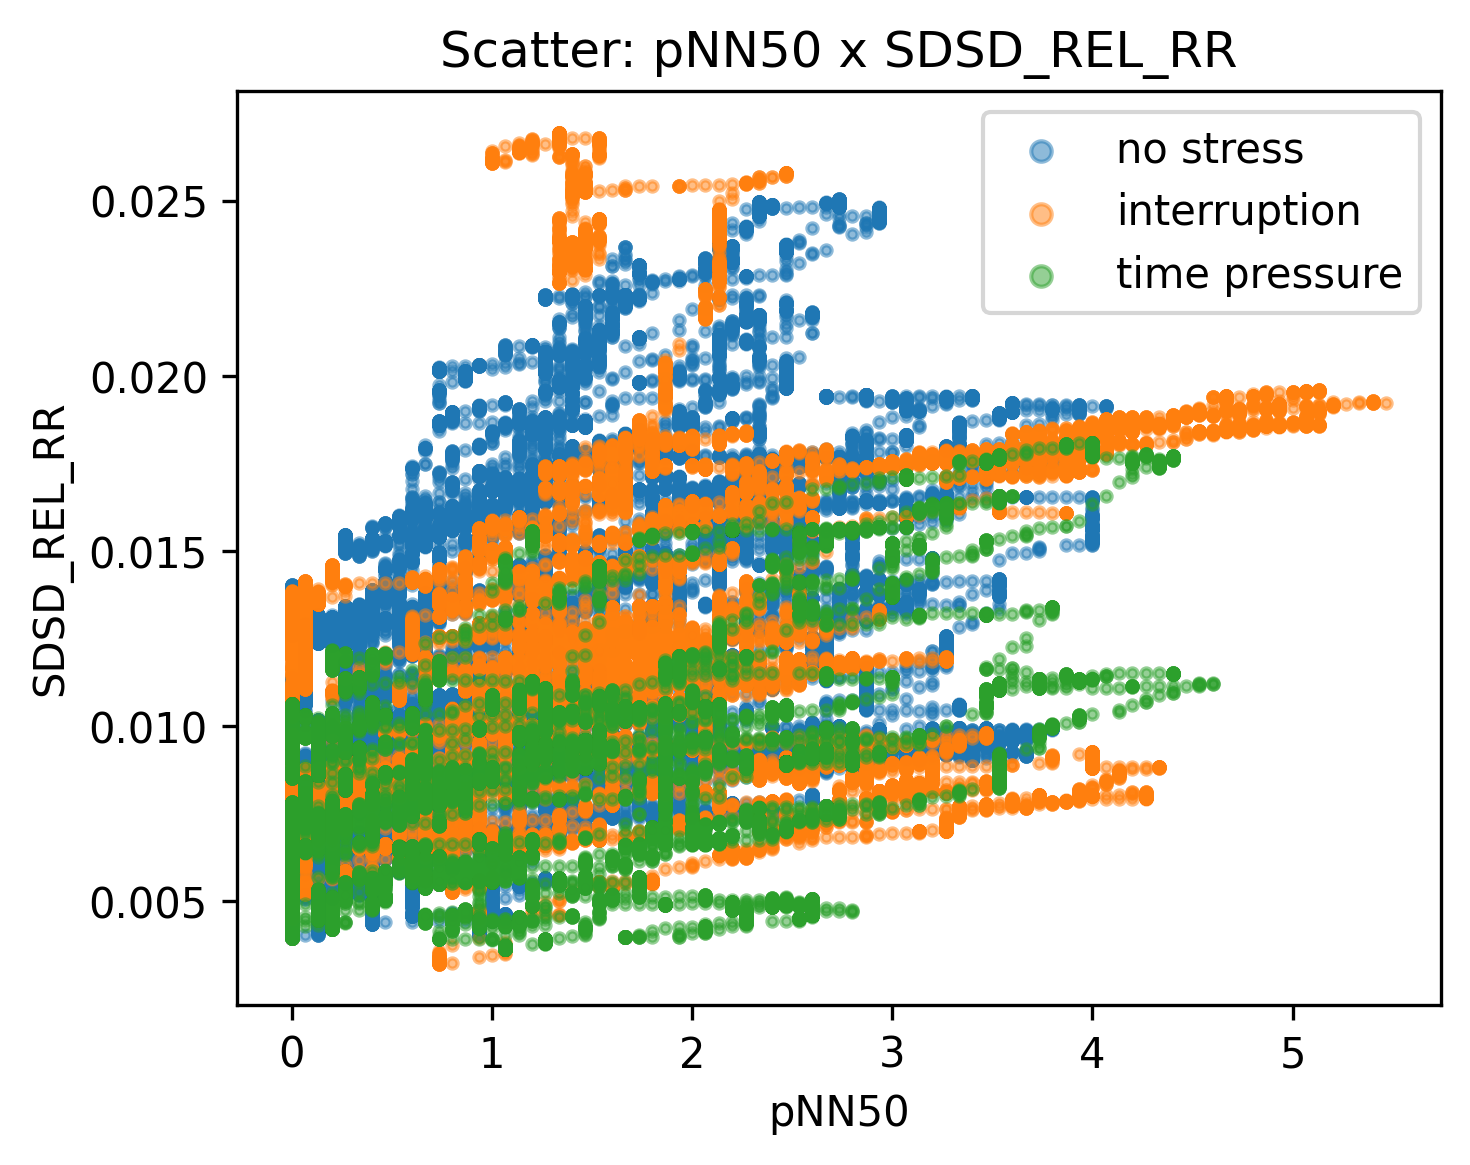 Scatter: pNN50 x SDSD_REL_RR
no stress
interruption
time pressure
0.025
0.020
0.015
0.010
0.005
SDSD_REL_RR
0 1 2 3 4 5
pNN50